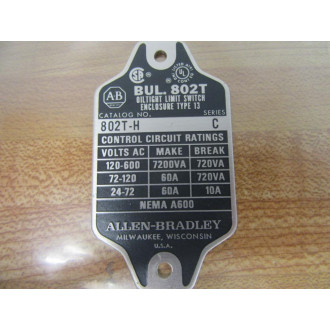 AB
SA
UL
BUL. 802T
OILTIGHT LIMIT SWITCH
ENCLOSURE TYPE 13
CATALOG NO. SERIES
802T-H C
CONTROL CIRCUIT RATINGS
VOLTS AC MAKE BREAK
120-600 7200VA 720VA
72-120 60A 720VA
24-72 60A 10A
NEMA A600
ALLEN-BRADLEY
MILWAUKEE, WISCONSIN
U.S.A.